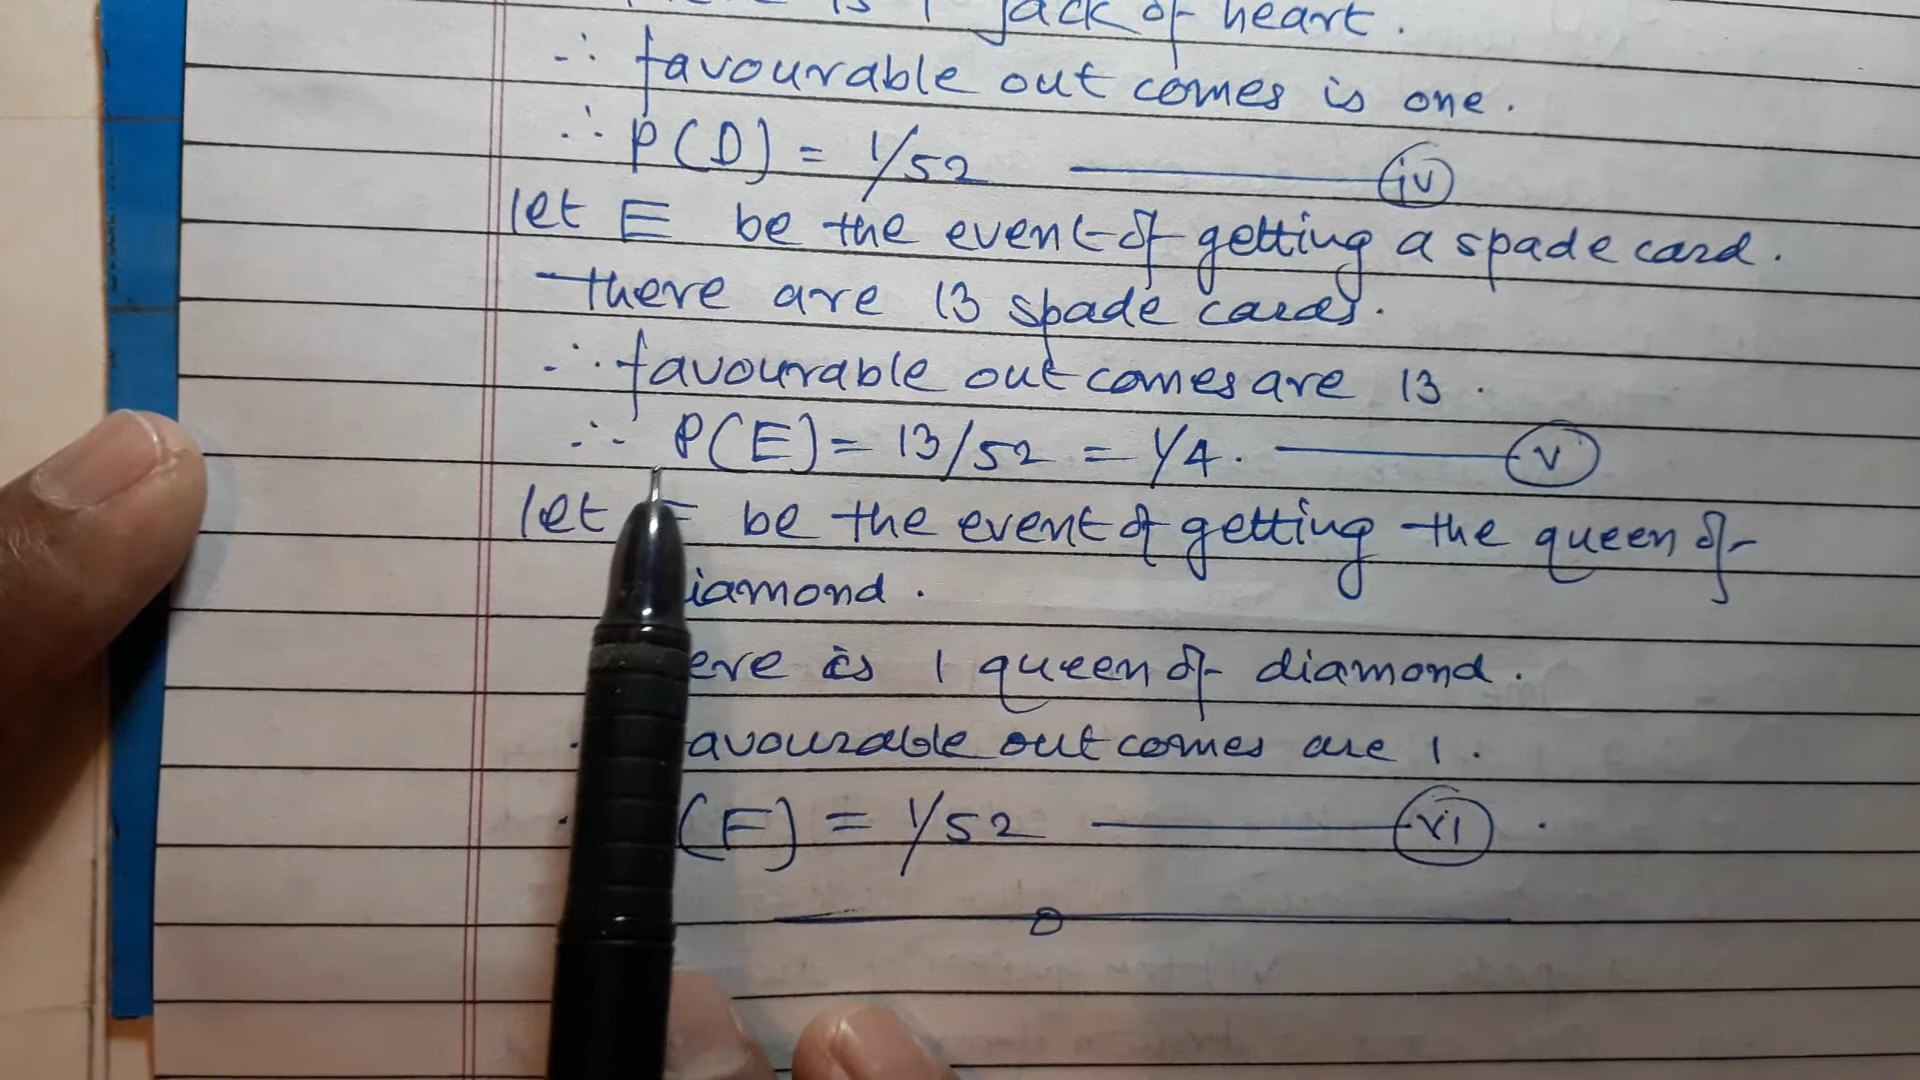 is 1 Jack of heart.
∴ favourable out comes is one.
∴ P(D) = 1/52 (iv)
let E be the event of getting a spade card.
there are 13 spade cards.
∴ favourable out comes are 13.
∴ P(E) = 13/52 = 1/4. (v)
let be the event of getting the queen of
iamond.
ere is 1 queen of diamond.
avourable out comes are 1.
(F) = 1/52 (vi).